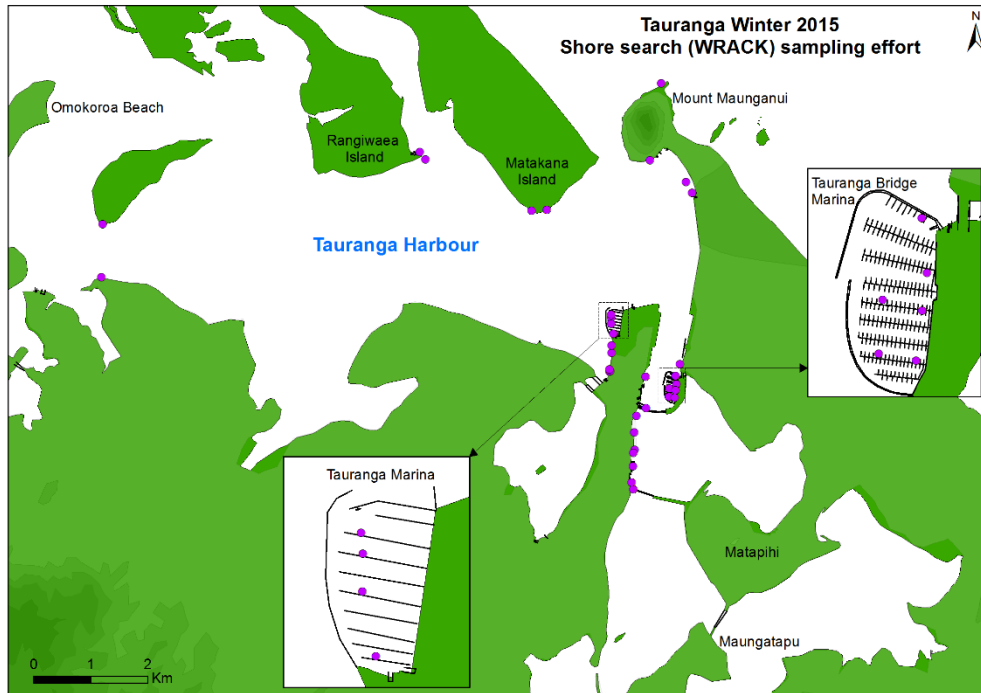 Tauranga Winter 2015
Shore search (WRACK) sampling effort
N
Omokoroa Beach
Mount Maunganui
Rangiwaea
Island
Matakana
Island
Tauranga Bridge
Marina
Tauranga Harbour
Tauranga Marina
Matapihi
Maungatapu
0 1 2
Km